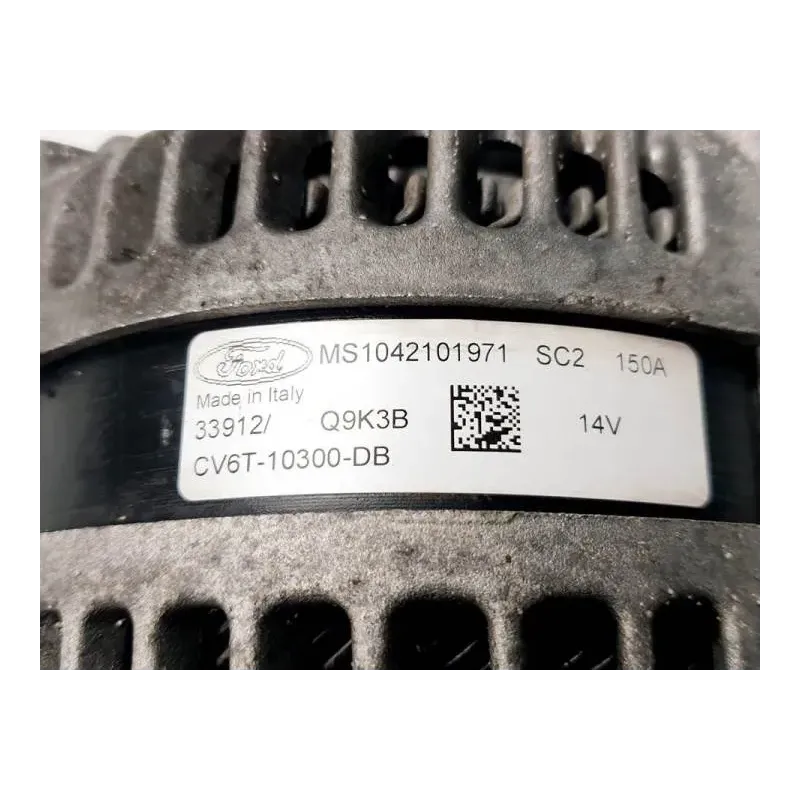 Ford MS1042101971 SC2 150A
Made in Italy
33912/ Q9K3B 14V
CV6T-10300-DB